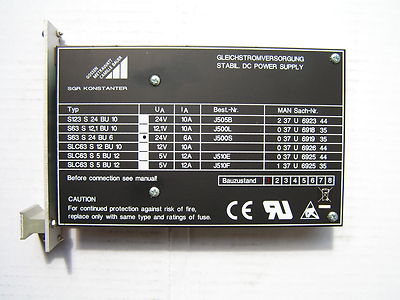 GOSSEN
METRAWATT
CAMILLE BAUER
SGR KONSTANTER
GLEICHSTROMVERSORGUNG
STABIL. DC POWER SUPPLY
Typ UA IA Best.-Nr. MAN Sach-Nr.
S123 S 24 BU 10 24V 10A J505B 2 37 U 6923 44
S63 S 12,1 BU 10 12,1V 10A J500L 0 37 U 6918 35
S63 S 24 BU 6 24V 6A J500S 0 37 U 6919 35
SLC63 S 12 BU 10 12V 10A 0 37 U 6926 44
SLC63 S 5 BU 12 5V 12A J510E 0 37 U 6925 44
SLC63 S 5 BU 12 5V 12A J510F 1 37 U 6925 35
Before connection see manual!
Bauzustand 2 3 4 5 6 7 8
CAUTION
For continued protection against risk of fire,
replace only with same type and ratings of fuse.
CE